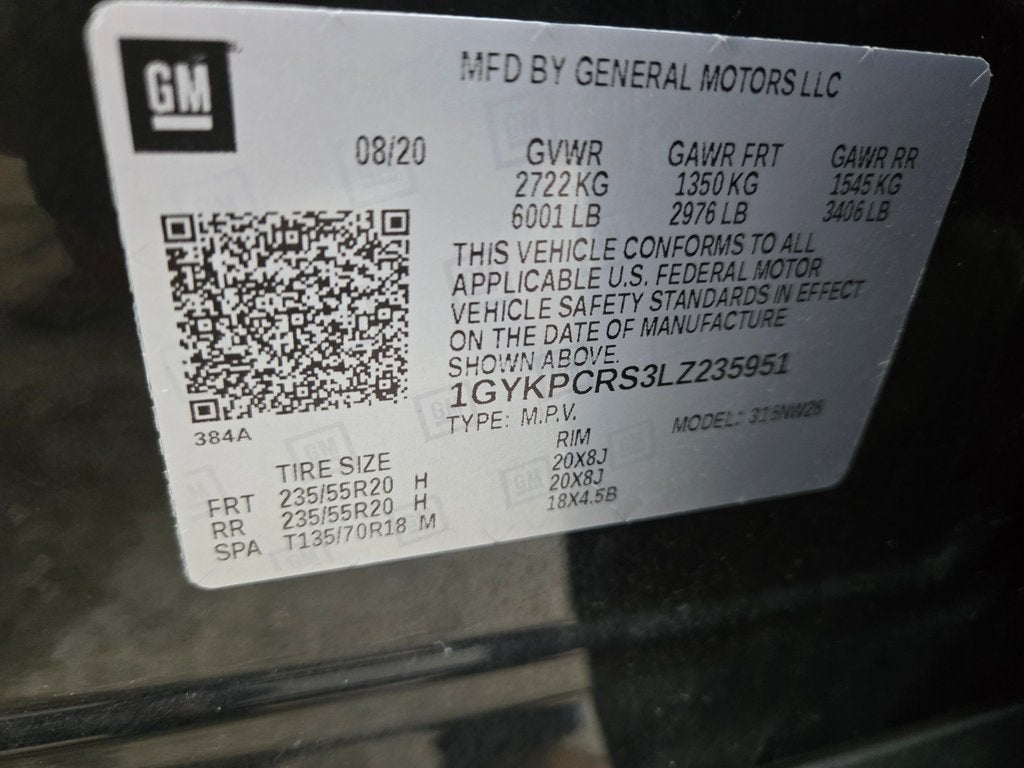 GM
MFD BY GENERAL MOTORS LLC
08/20 GVWR GAWR FRT GAWR RR
2722 KG 1350 KG 1545 KG
6001 LB 2976 LB 3406 LB
THIS VEHICLE CONFORMS TO ALL
APPLICABLE U.S. FEDERAL MOTOR
VEHICLE SAFETY STANDARDS IN EFFECT
ON THE DATE OF MANUFACTURE
SHOWN ABOVE.
1GYKPCRS3LZ235951
TYPE: M.P.V. MODEL: 316NW26
384A
TIRE SIZE RIM
FRT 235/55R20 H 20X8J
RR 235/55R20 H 20X8J
SPA T135/70R18 M 18X4.5B